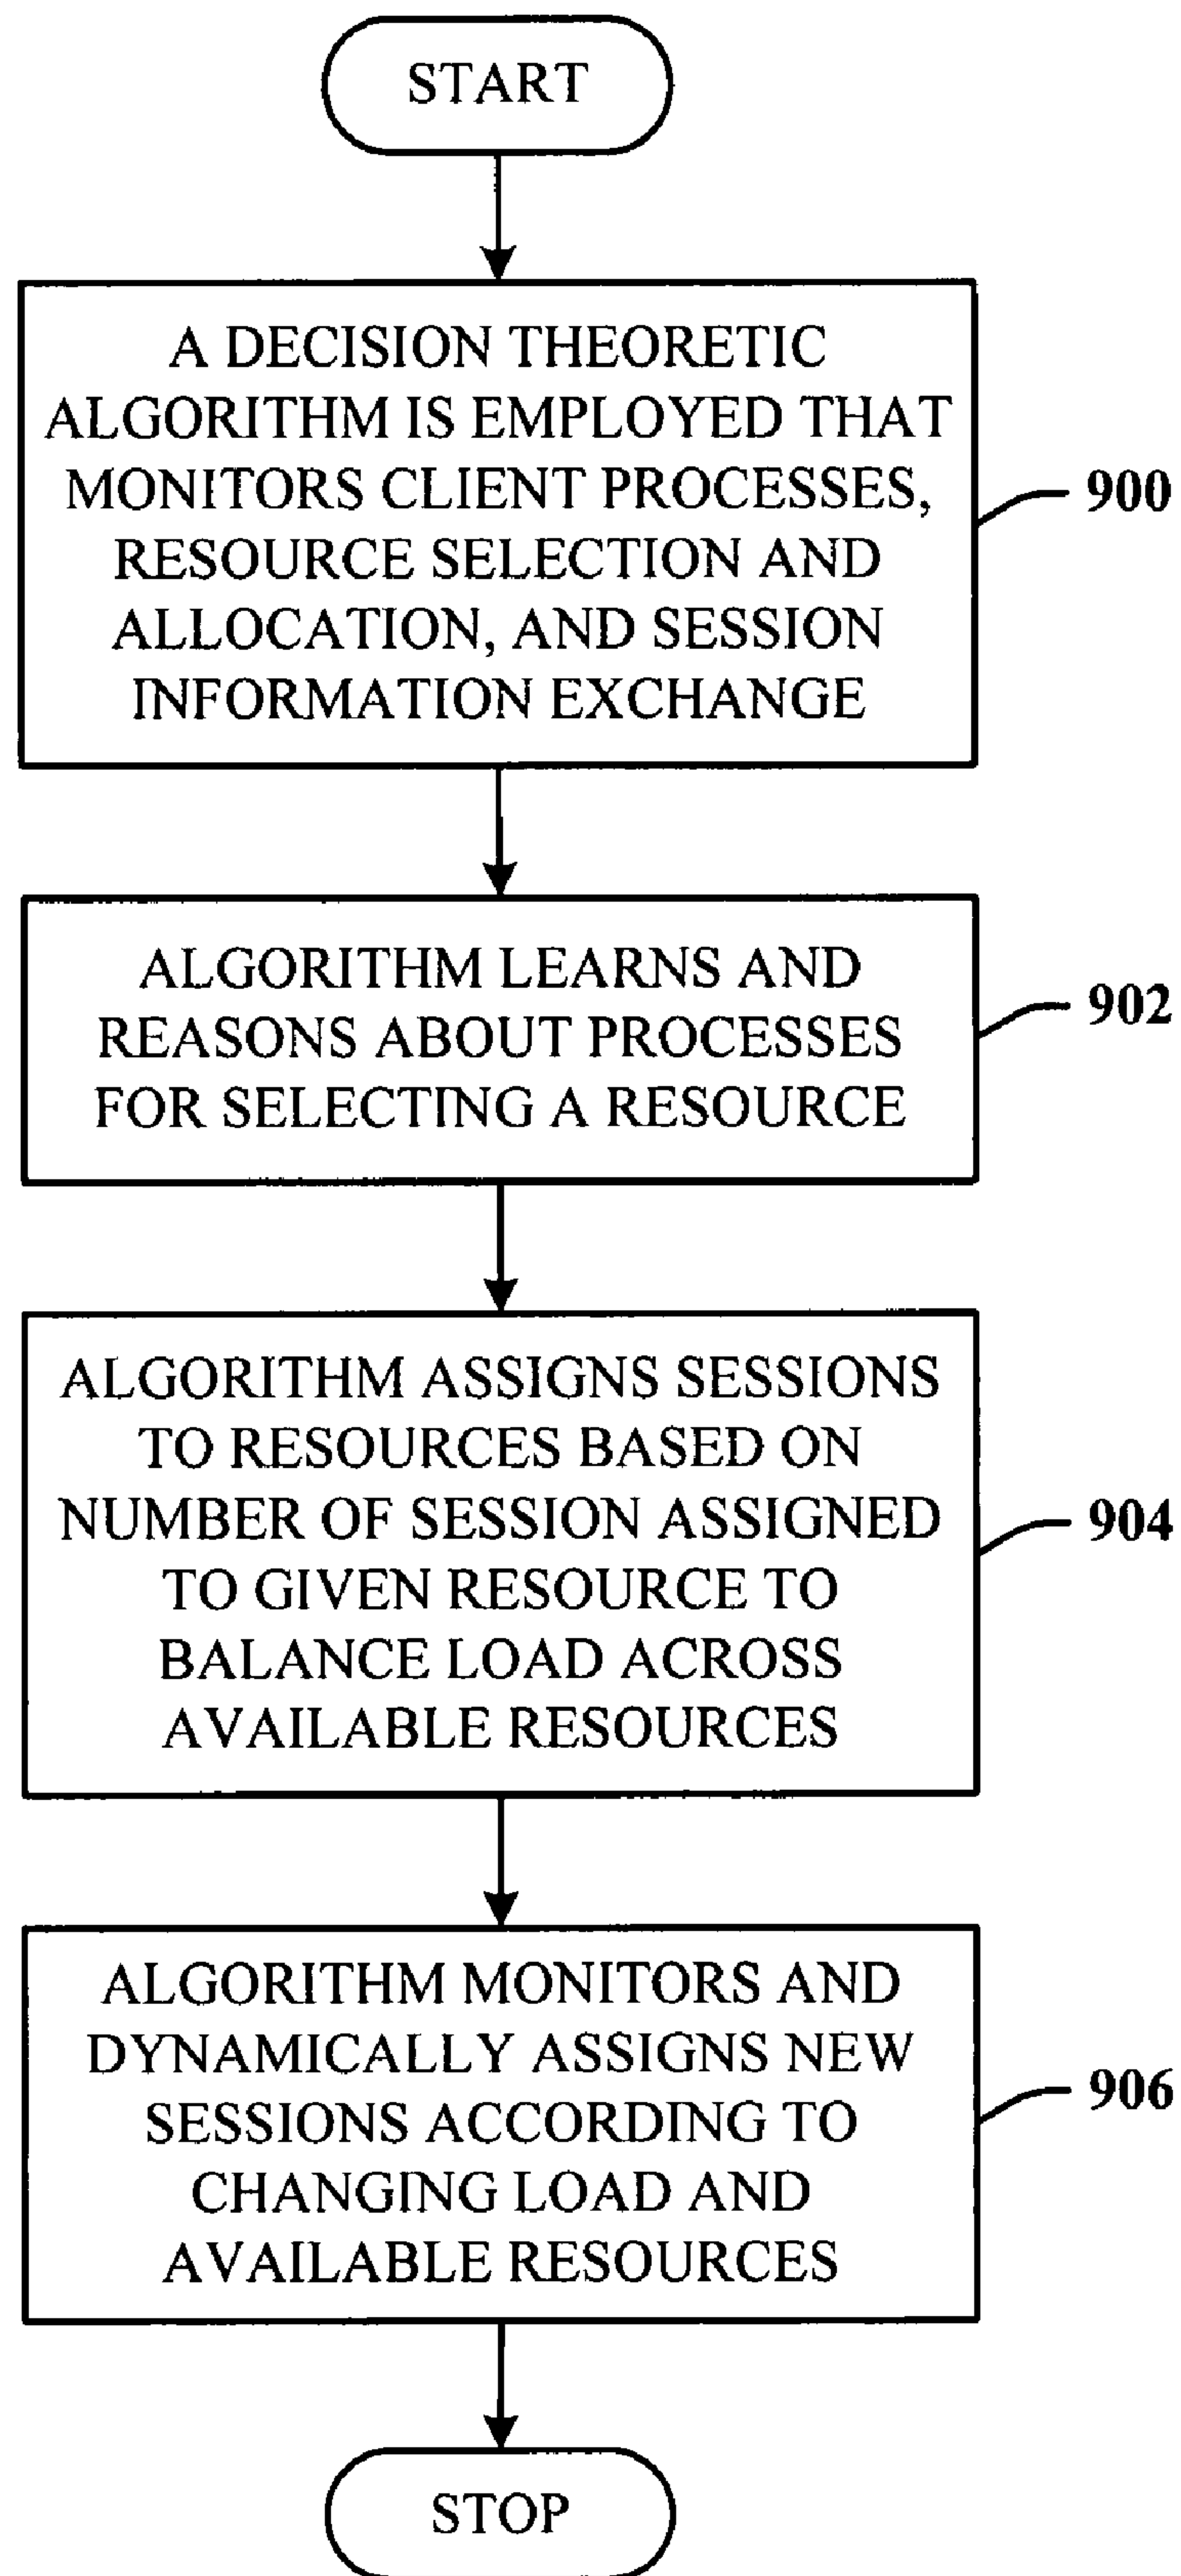 START
A DECISION THEORETIC
ALGORITHM IS EMPLOYED THAT
MONITORS CLIENT PROCESSES,
RESOURCE SELECTION AND
ALLOCATION, AND SESSION
INFORMATION EXCHANGE
900
ALGORITHM LEARNS AND
REASONS ABOUT PROCESSES
FOR SELECTING A RESOURCE
902
ALGORITHM ASSIGNS SESSIONS
TO RESOURCES BASED ON
NUMBER OF SESSION ASSIGNED
TO GIVEN RESOURCE TO
BALANCE LOAD ACROSS
AVAILABLE RESOURCES
904
ALGORITHM MONITORS AND
DYNAMICALLY ASSIGNS NEW
SESSIONS ACCORDING TO
CHANGING LOAD AND
AVAILABLE RESOURCES
906
STOP